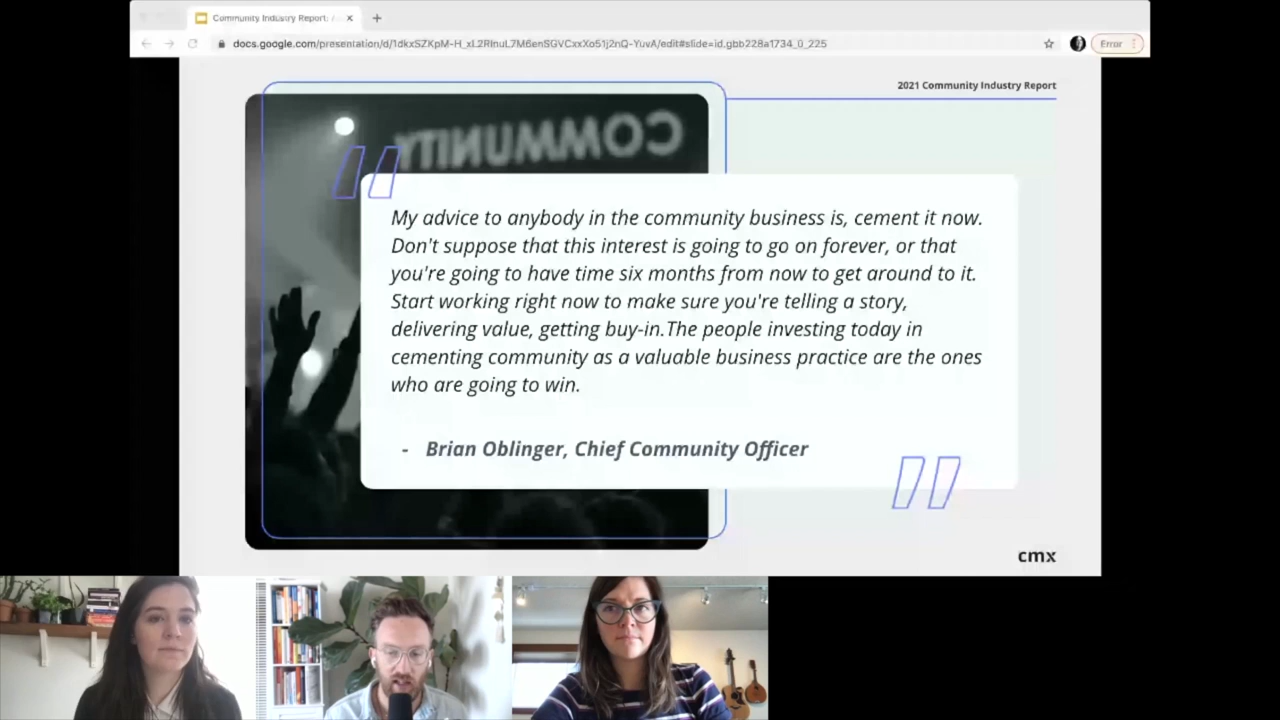 Community Industry Report:
docs.google.com/presentation/d/1dkxSZKpM-H_xL2RlnuL7M6enSGVCxxXo51j2nQ-YuvA/edit#slide=id.gbb228a1734_0_225
Error
2021 Community Industry Report
COMMUNITY
My advice to anybody in the community business is, cement it now.
Don't suppose that this interest is going to go on forever, or that
you're going to have time six months from now to get around to it.
Start working right now to make sure you're telling a story,
delivering value, getting buy-in.The people investing today in
cementing community as a valuable business practice are the ones
who are going to win.
- Brian Oblinger, Chief Community Officer
cmx